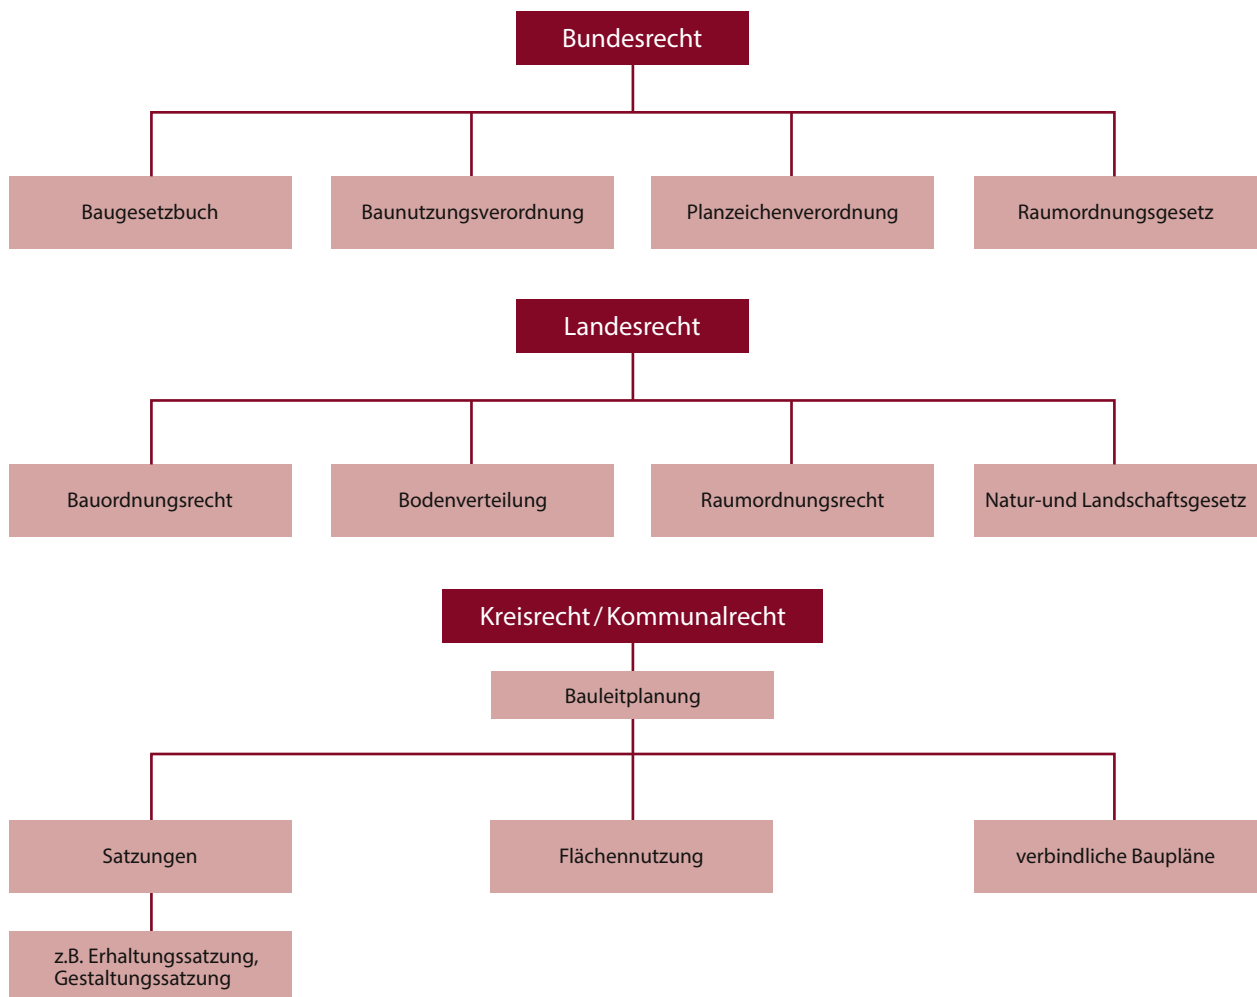 Bundesrecht
Baugesetzbuch
Baunutzungsverordnung
Planzeichenverordnung
Raumordnungsgesetz
Landesrecht
Bauordnungsrecht
Bodenverteilung
Raumordnungsrecht
Natur-und Landschaftsgesetz
Kreisrecht / Kommunalrecht
Bauleitplanung
Satzungen
Flächennutzung
verbindliche Baupläne
z.B. Erhaltungssatzung,
Gestaltungssatzung